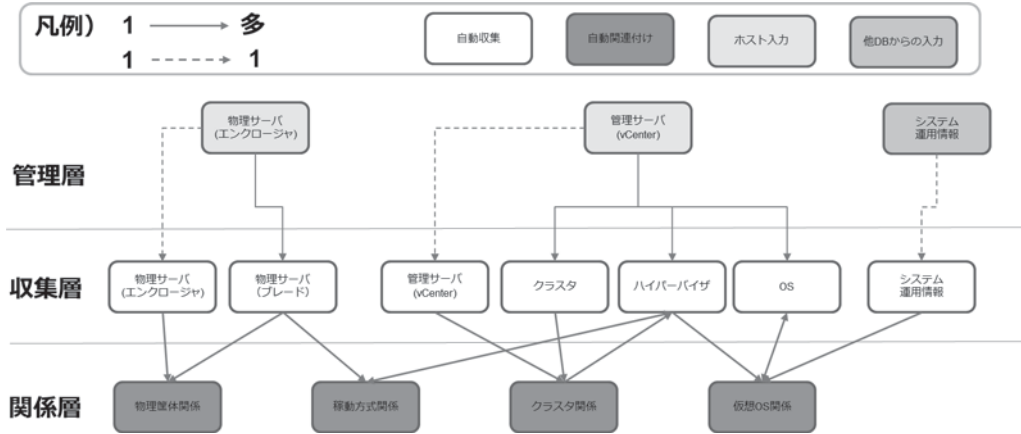 凡例） 1 多
1 1
自動収集
自動関連付け
ホスト入力
他DBからの入力
物理サーバ
(エンクロージャ)
管理サーバ
(vCenter)
システム
運用情報
管理層
収集層
物理サーバ
(エンクロージャ)
物理サーバ
（ブレード）
管理サーバ
(vCenter)
クラスタ
ハイパーバイザ
OS
システム
運用情報
関係層
物理筐体関係
稼動方式関係
クラスタ関係
仮想OS関係